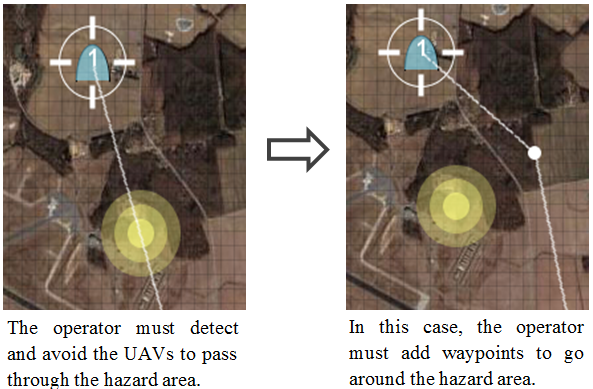 1
1
The operator must detect
and avoid the UAVs to pass
through the hazard area.
In this case, the operator
must add waypoints to go
around the hazard area.